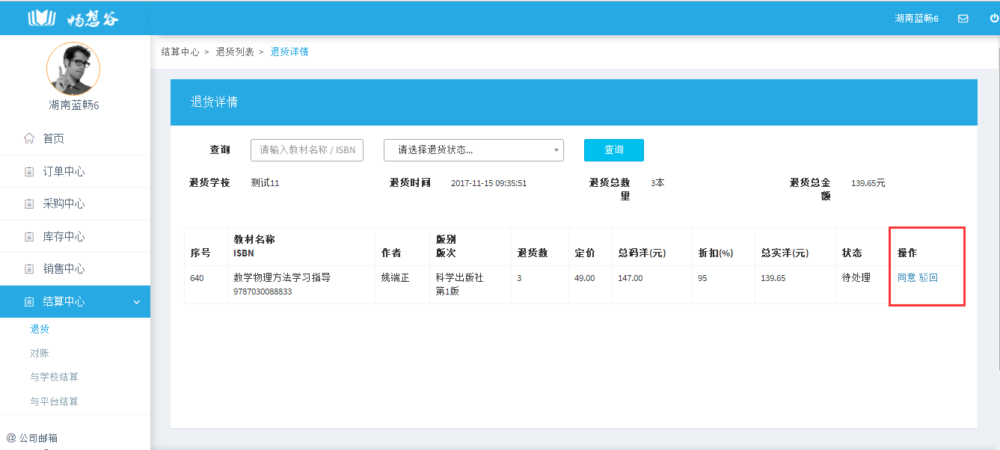 畅想谷
湖南蓝畅6
湖南蓝畅6
首页
订单中心
采购中心
库存中心
销售中心
结算中心
退货
对账
与学校结算
与平台结算
@ 公司邮箱
结算中心 > 退货列表 > 退货详情
退货详情
查询 请输入教材名称 / ISBN 请选择退货状态... 查询
退货学校 测试11 退货时间 2017-11-15 09:35:51 退货总数量 3本 退货总金额 139.65元
序号 教材名称 ISBN 作者 版别 版次 退货数 定价 总码洋(元) 折扣(%) 总实洋(元) 状态 操作
640 数学物理方法学习指导 9787030088833 姚端正 科学出版社 第1版 3 49.00 147.00 95 139.65 待处理 同意 驳回